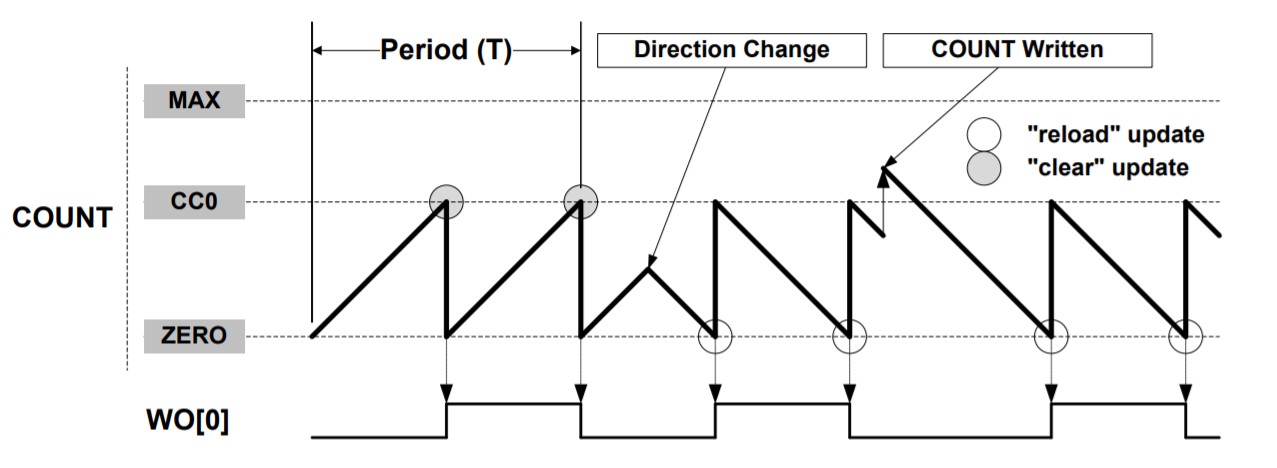 Period (T)
Direction Change
COUNT Written
MAX
"reload" update
"clear" update
CC0
COUNT
ZERO
WO[0]